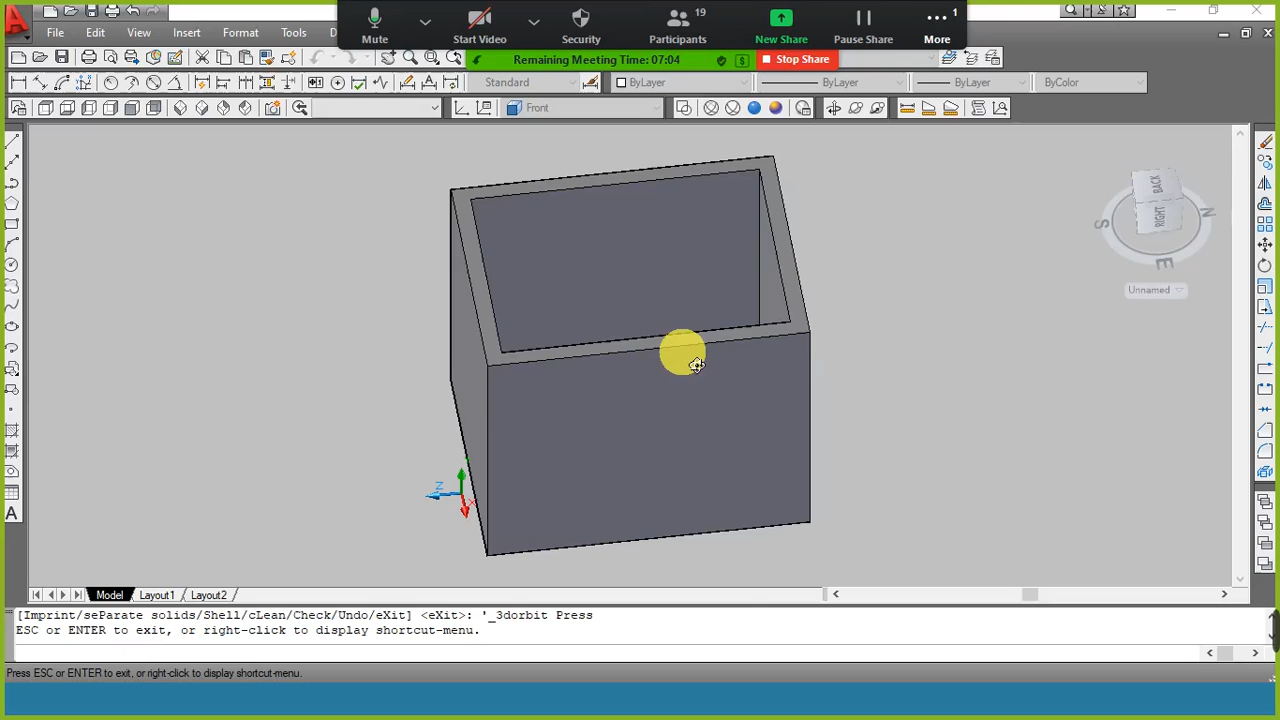 19
1
Mute
Start Video
Security
Participants
New Share
Pause Share
More
File
Edit
View
Insert
Format
Tools
D
Remaining Meeting Time: 07:04
Stop Share
Standard
ByLayer
ByLayer
ByLayer
ByColor
Front
BACK
RIGHT
S
N
E
Unnamed
Z
X
A
Model
Layout1
Layout2
[Imprint/seParate solids/Shell/cLean/Check/Undo/eXit] <eXit>: '_3dorbit Press
ESC or ENTER to exit, or right-click to display shortcut-menu.
Press ESC or ENTER to exit, or right-click to display shortcut-menu.